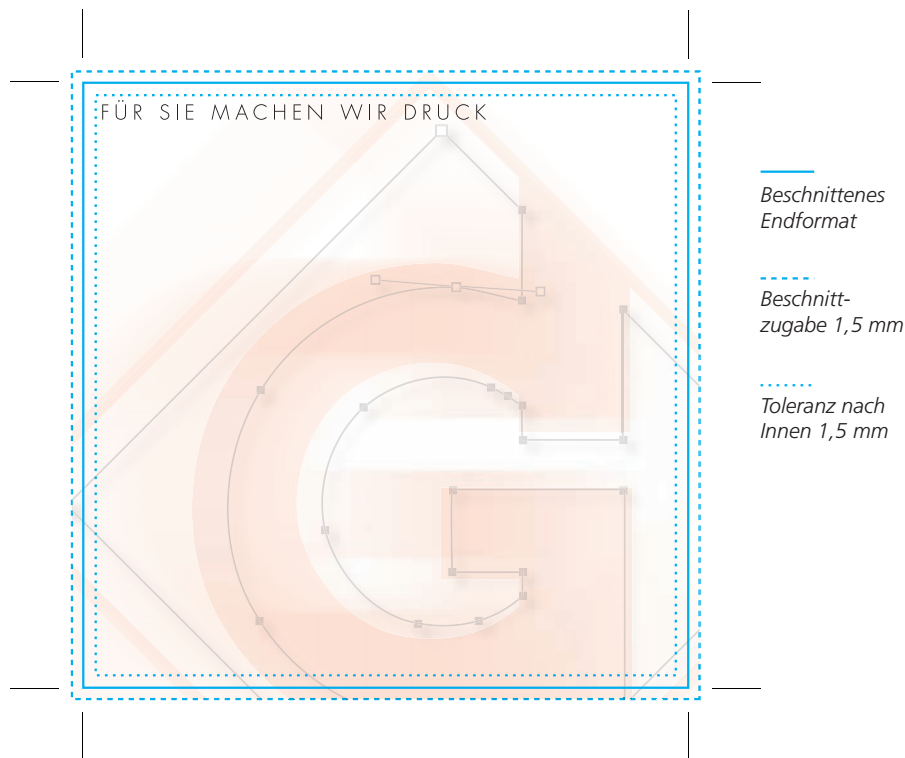 FÜR SIE MACHEN WIR DRUCK
Beschnittenes
Endformat
Beschnitt-
zugabe 1,5 mm
Toleranz nach
Innen 1,5 mm